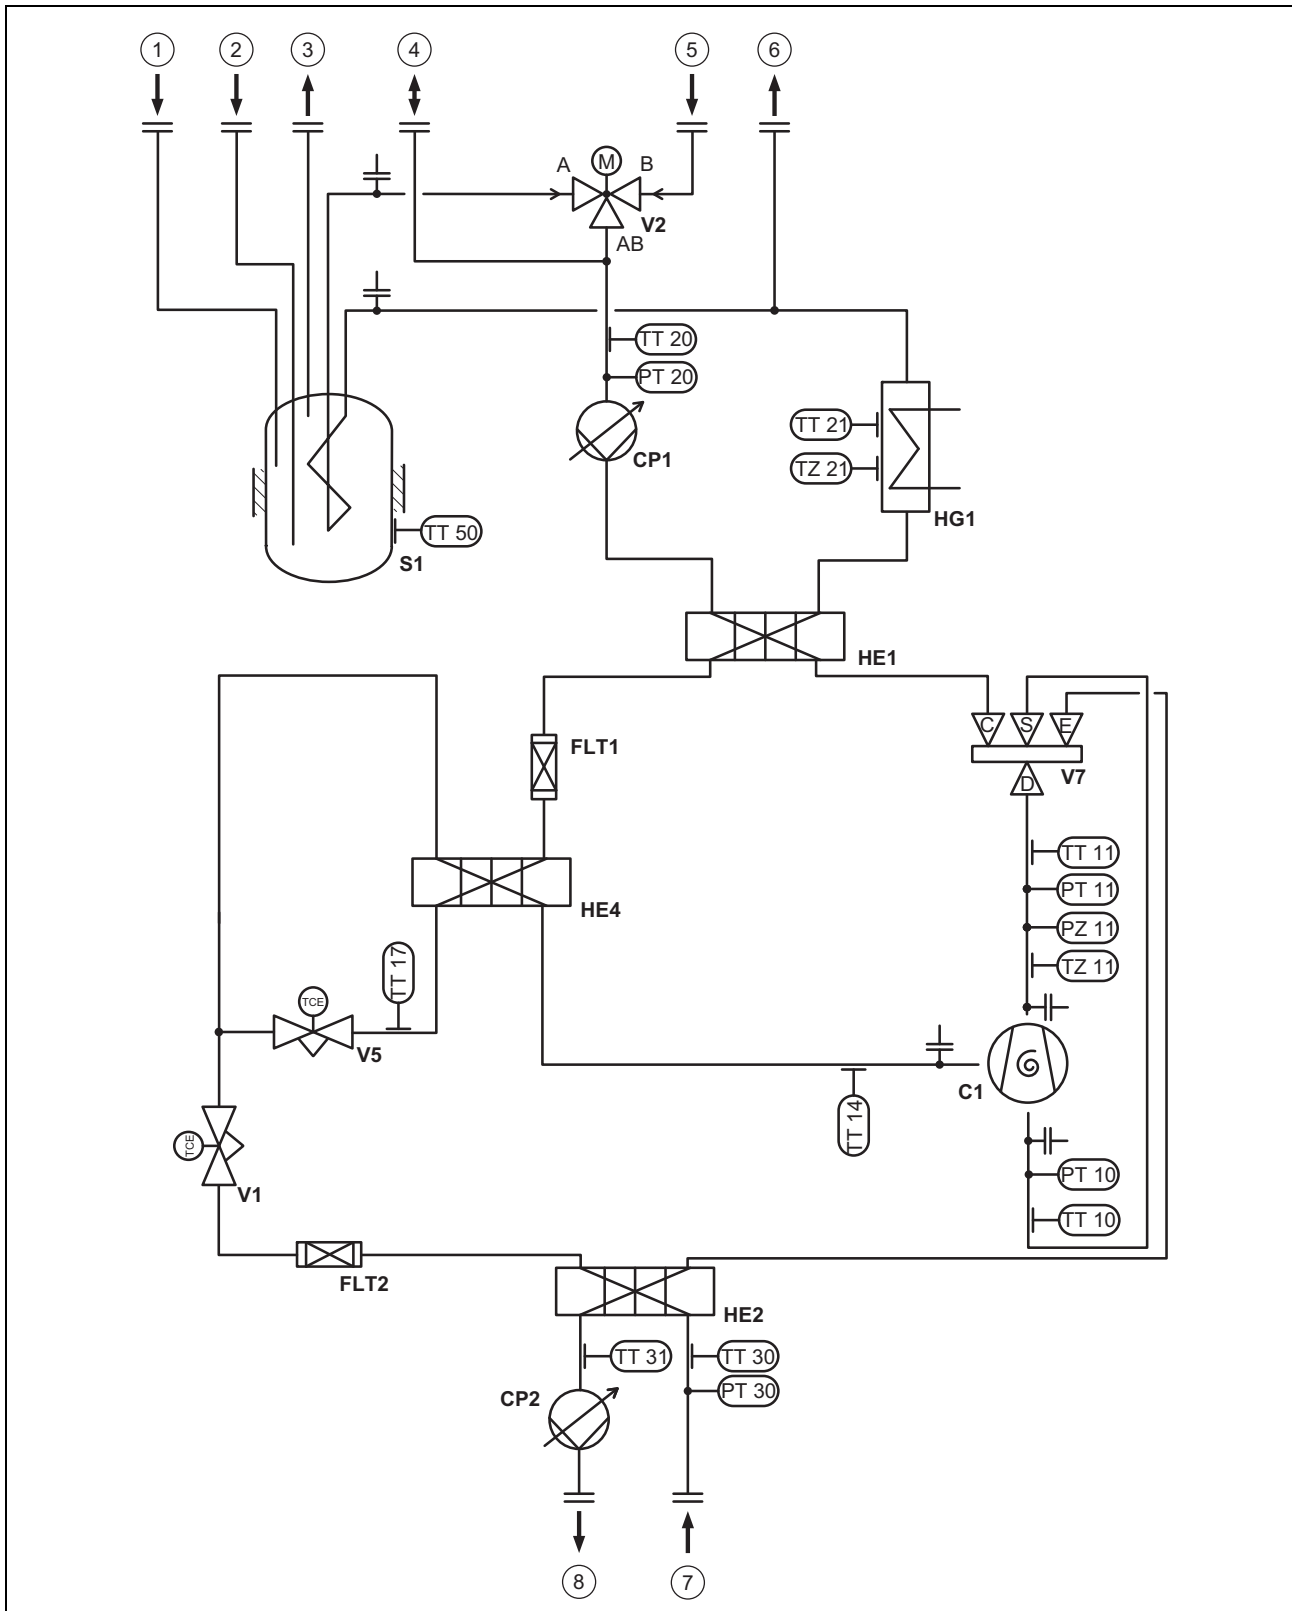 1 2 3 4 5 6
A M B
V2
AB
TT 20
PT 20
CP1
TT 21
TZ 21
HG1
TT 50
S1
HE1
FLT1
C S E
V7
D
TT 11
PT 11
PZ 11
TZ 11
HE4
TT 17
TCE
V5
C1
TT 14
TCE
V1
PT 10
TT 10
FLT2
HE2
TT 31
TT 30
PT 30
CP2
8 7